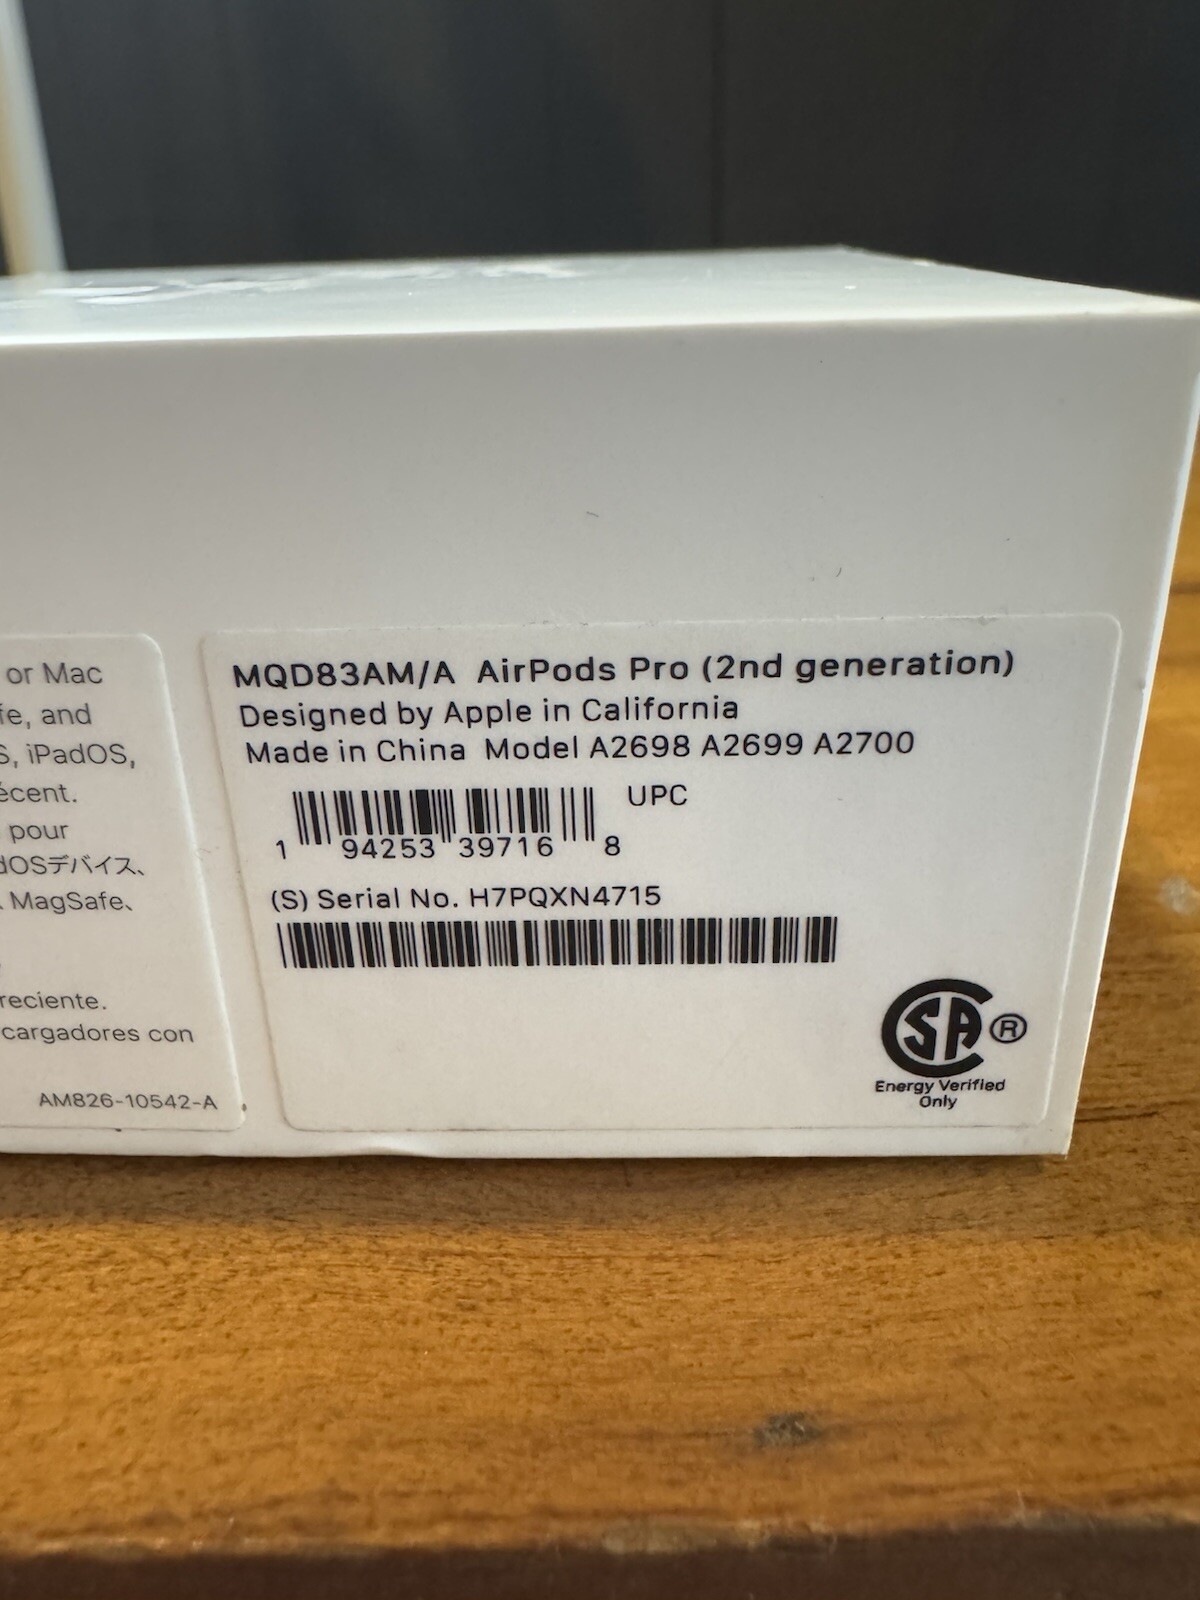 or Mac
fe, and
S, iPadOS,
écent.
pour
dOSデバイス、
MagSafe、
reciente.
cargadores con
AM826-10542-A
MQD83AM/A AirPods Pro (2nd generation)
Designed by Apple in California
Made in China Model A2698 A2699 A2700
UPC
1 94253 39716 8
(S) Serial No. H7PQXN4715
CSA®
Energy Verified
Only